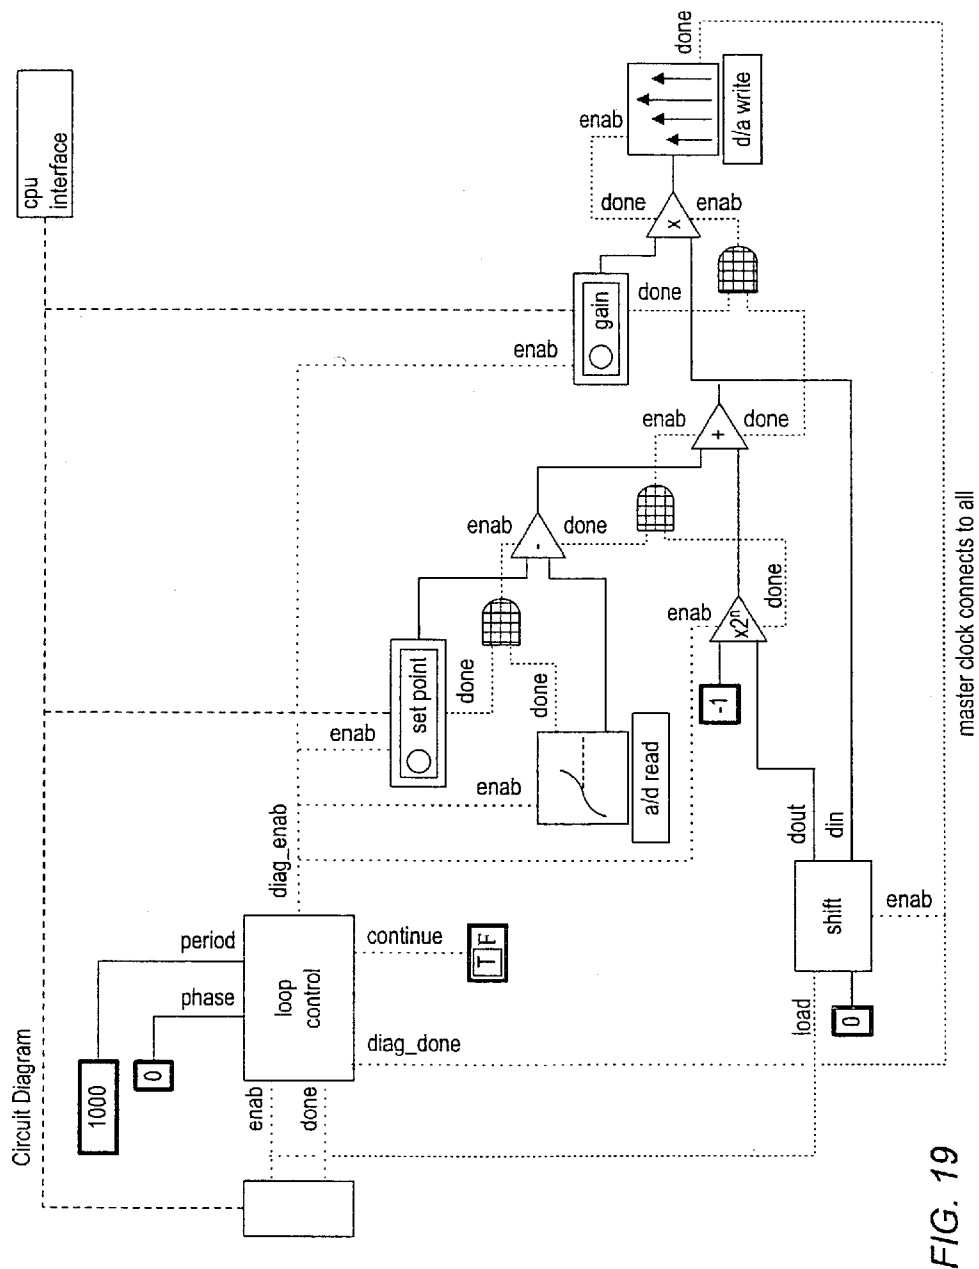 Circuit Diagram
cpu
interface
1000
0
period
phase
loop
control
enab
done
diag_enab
continue
TF
diag_done
enab
set point
done
enab
a/d read
done
enab
done
-
-1
enab
x2ⁿ
done
enab
+
done
enab
gain
done
done
x
enab
enab
d/a write
done
load
0
shift
dout
din
enab
master clock connects to all
FIG. 19